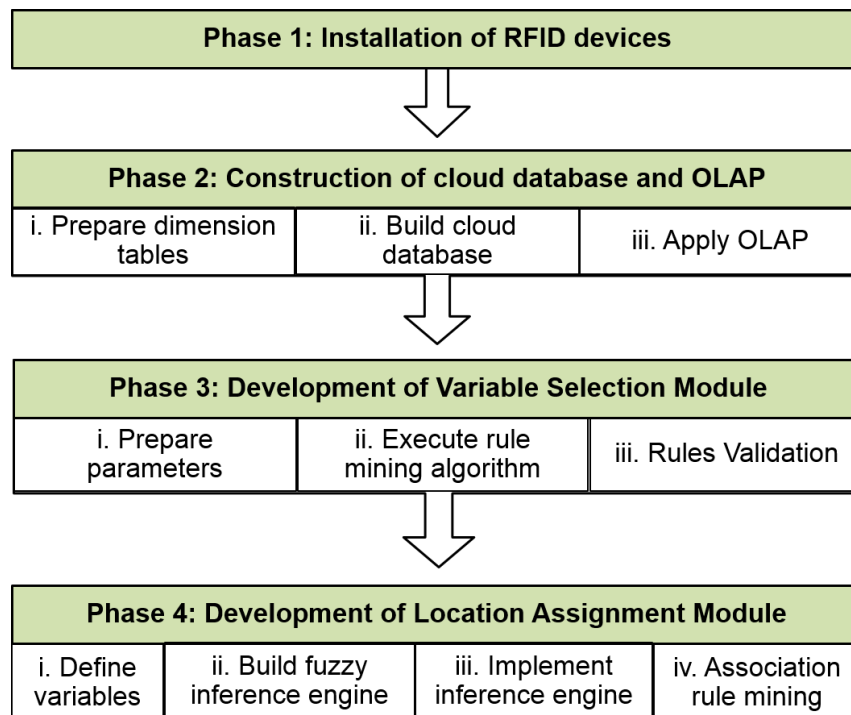 Phase 1: Installation of RFID devices
Phase 2: Construction of cloud database and OLAP
i. Prepare dimension
tables
ii. Build cloud
database
iii. Apply OLAP
Phase 3: Development of Variable Selection Module
i. Prepare
parameters
ii. Execute rule
mining algorithm
iii. Rules Validation
Phase 4: Development of Location Assignment Module
i. Define
variables
ii. Build fuzzy
inference engine
iii. Implement
inference engine
iv. Association
rule mining